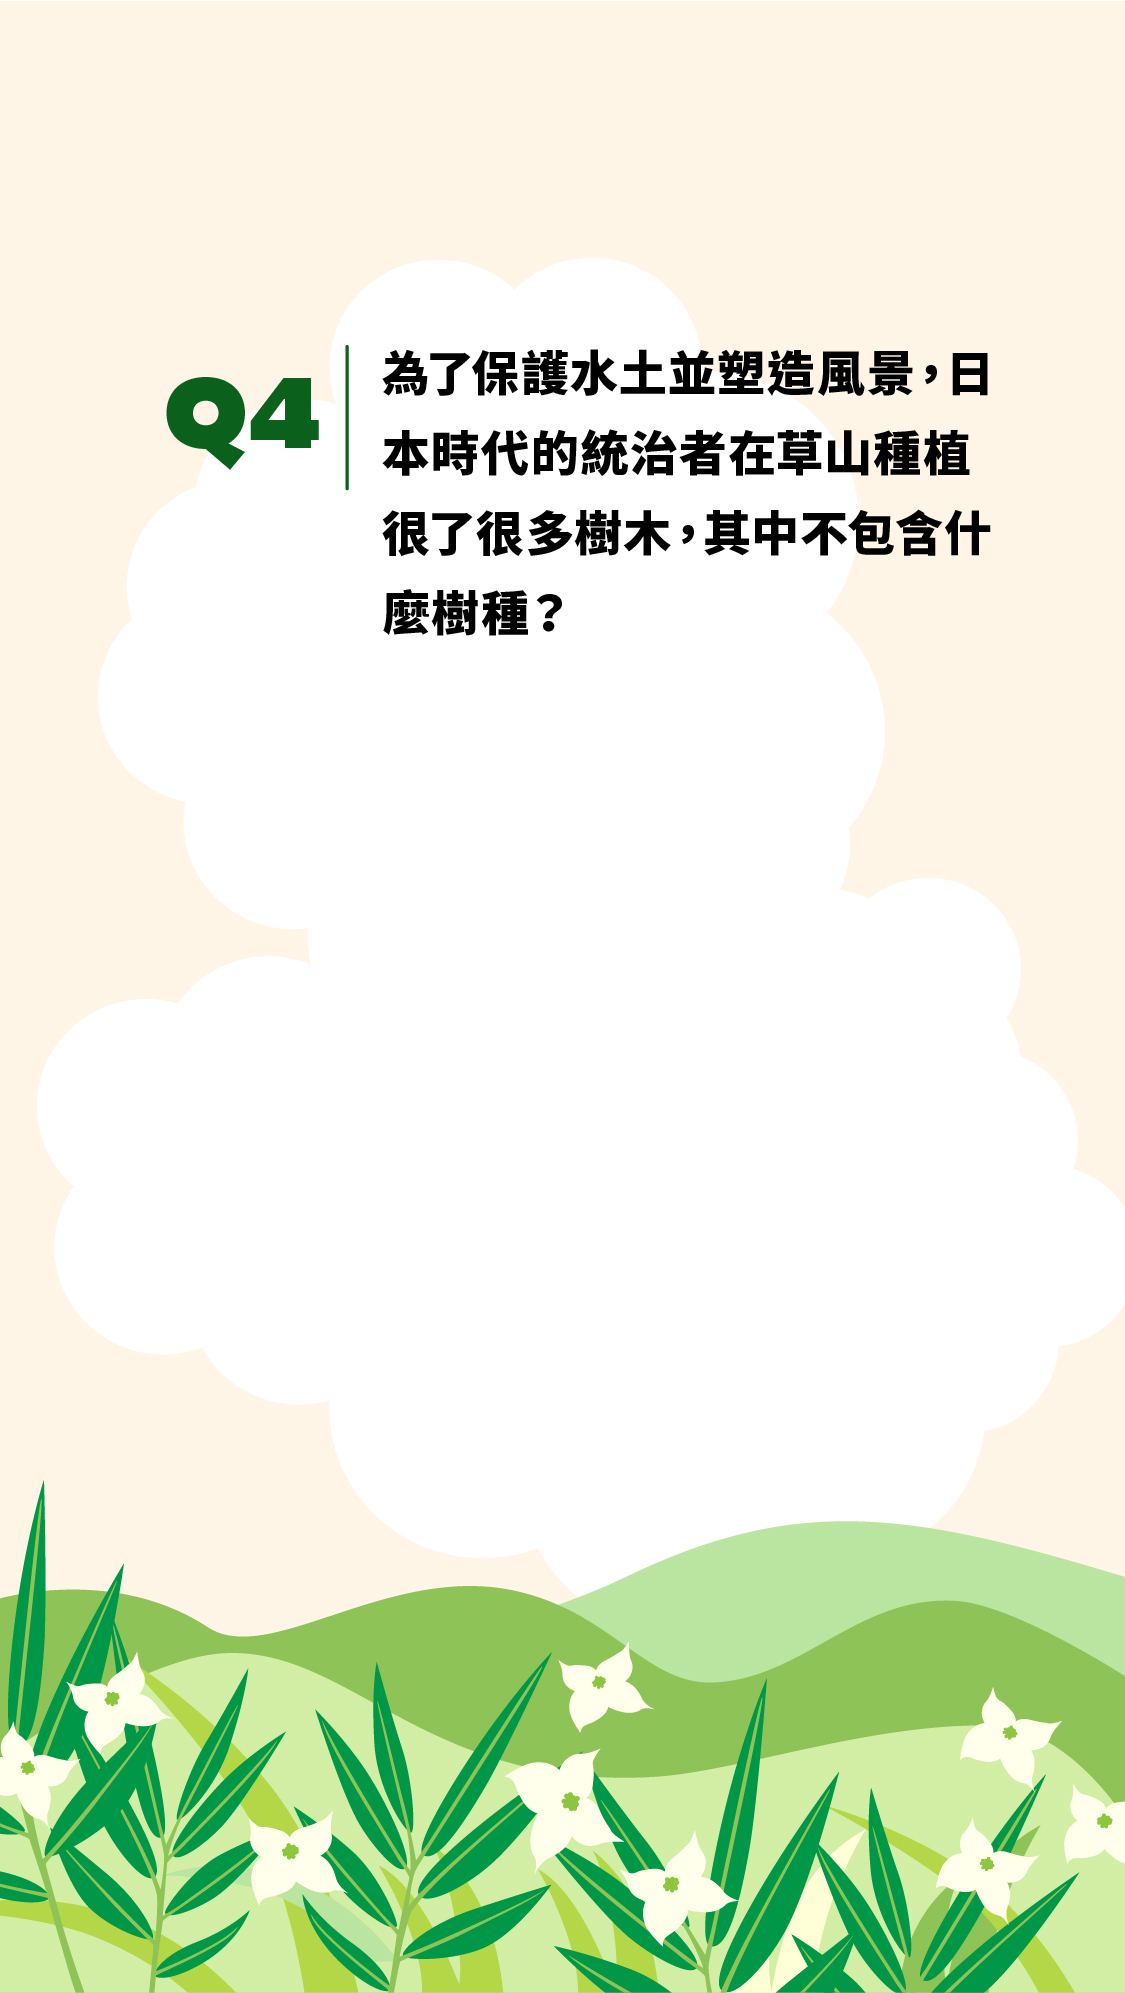 Q4
為了保護水土並塑造風景，日
本時代的統治者在草山種植
很了很多樹木，其中不包含什
麼樹種？